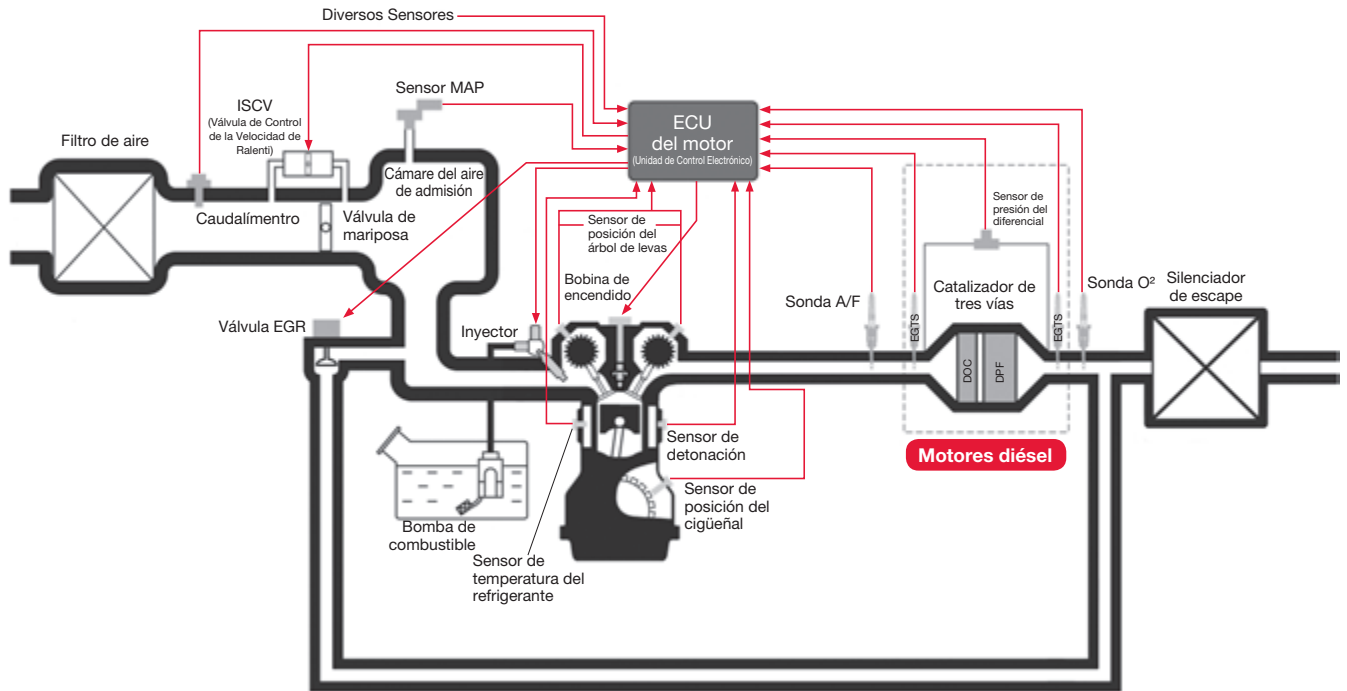 Diversos Sensores
Sensor MAP
ISCV
(Válvula de Control
de la Velocidad de
Ralenti)
Filtro de aire
ECU
del motor
(Unidad de Control Electrónico)
Cámare del aire
de admisión
Caudalímentro
Válvula de
mariposa
Sensor de
posición del
árbol de levas
Sensor de
presión del
diferencial
Bobina de
encendido
Sonda A/F
Catalizador de
tres vías
Sonda O²
Silenciador
de escape
Válvula EGR
Inyector
EGTS
EGTS
DOC
DPF
Sensor de
detonación
Motores diésel
Sensor de
posición del
cigüeñal
Bomba de
combustible
Sensor de
temperatura del
refrigerante